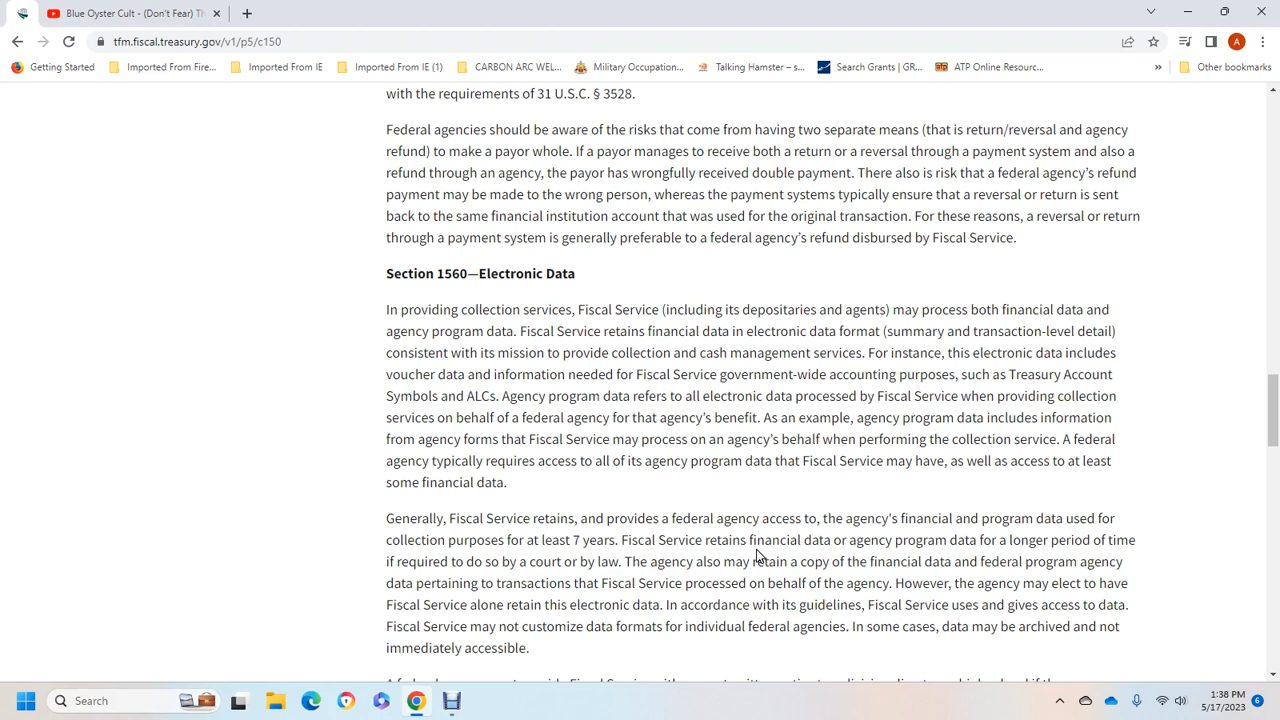 Blue Oyster Cult - (Don't Fear) Th
tfm.fiscal.treasury.gov/v1/p5/c150
A
Getting Started
Imported From Fire...
Imported From IE
Imported From IE (1)
CARBON ARC WEL...
Military Occupation...
Talking Hamster – s...
Search Grants | GR...
ATP Online Resourc...
»
Other bookmarks
with the requirements of 31 U.S.C. § 3528.
Federal agencies should be aware of the risks that come from having two separate means (that is return/reversal and agency
refund) to make a payor whole. If a payor manages to receive both a return or a reversal through a payment system and also a
refund through an agency, the payor has wrongfully received double payment. There also is risk that a federal agency’s refund
payment may be made to the wrong person, whereas the payment systems typically ensure that a reversal or return is sent
back to the same financial institution account that was used for the original transaction. For these reasons, a reversal or return
through a payment system is generally preferable to a federal agency’s refund disbursed by Fiscal Service.
Section 1560—Electronic Data
In providing collection services, Fiscal Service (including its depositaries and agents) may process both financial data and
agency program data. Fiscal Service retains financial data in electronic data format (summary and transaction-level detail)
consistent with its mission to provide collection and cash management services. For instance, this electronic data includes
voucher data and information needed for Fiscal Service government-wide accounting purposes, such as Treasury Account
Symbols and ALCs. Agency program data refers to all electronic data processed by Fiscal Service when providing collection
services on behalf of a federal agency for that agency’s benefit. As an example, agency program data includes information
from agency forms that Fiscal Service may process on an agency’s behalf when performing the collection service. A federal
agency typically requires access to all of its agency program data that Fiscal Service may have, as well as access to at least
some financial data.
Generally, Fiscal Service retains, and provides a federal agency access to, the agency's financial and program data used for
collection purposes for at least 7 years. Fiscal Service retains financial data or agency program data for a longer period of time
if required to do so by a court or by law. The agency also may retain a copy of the financial data and federal program agency
data pertaining to transactions that Fiscal Service processed on behalf of the agency. However, the agency may elect to have
Fiscal Service alone retain this electronic data. In accordance with its guidelines, Fiscal Service uses and gives access to data.
Fiscal Service may not customize data formats for individual federal agencies. In some cases, data may be archived and not
immediately accessible.
Search
1:38 PM
5/17/2023
6